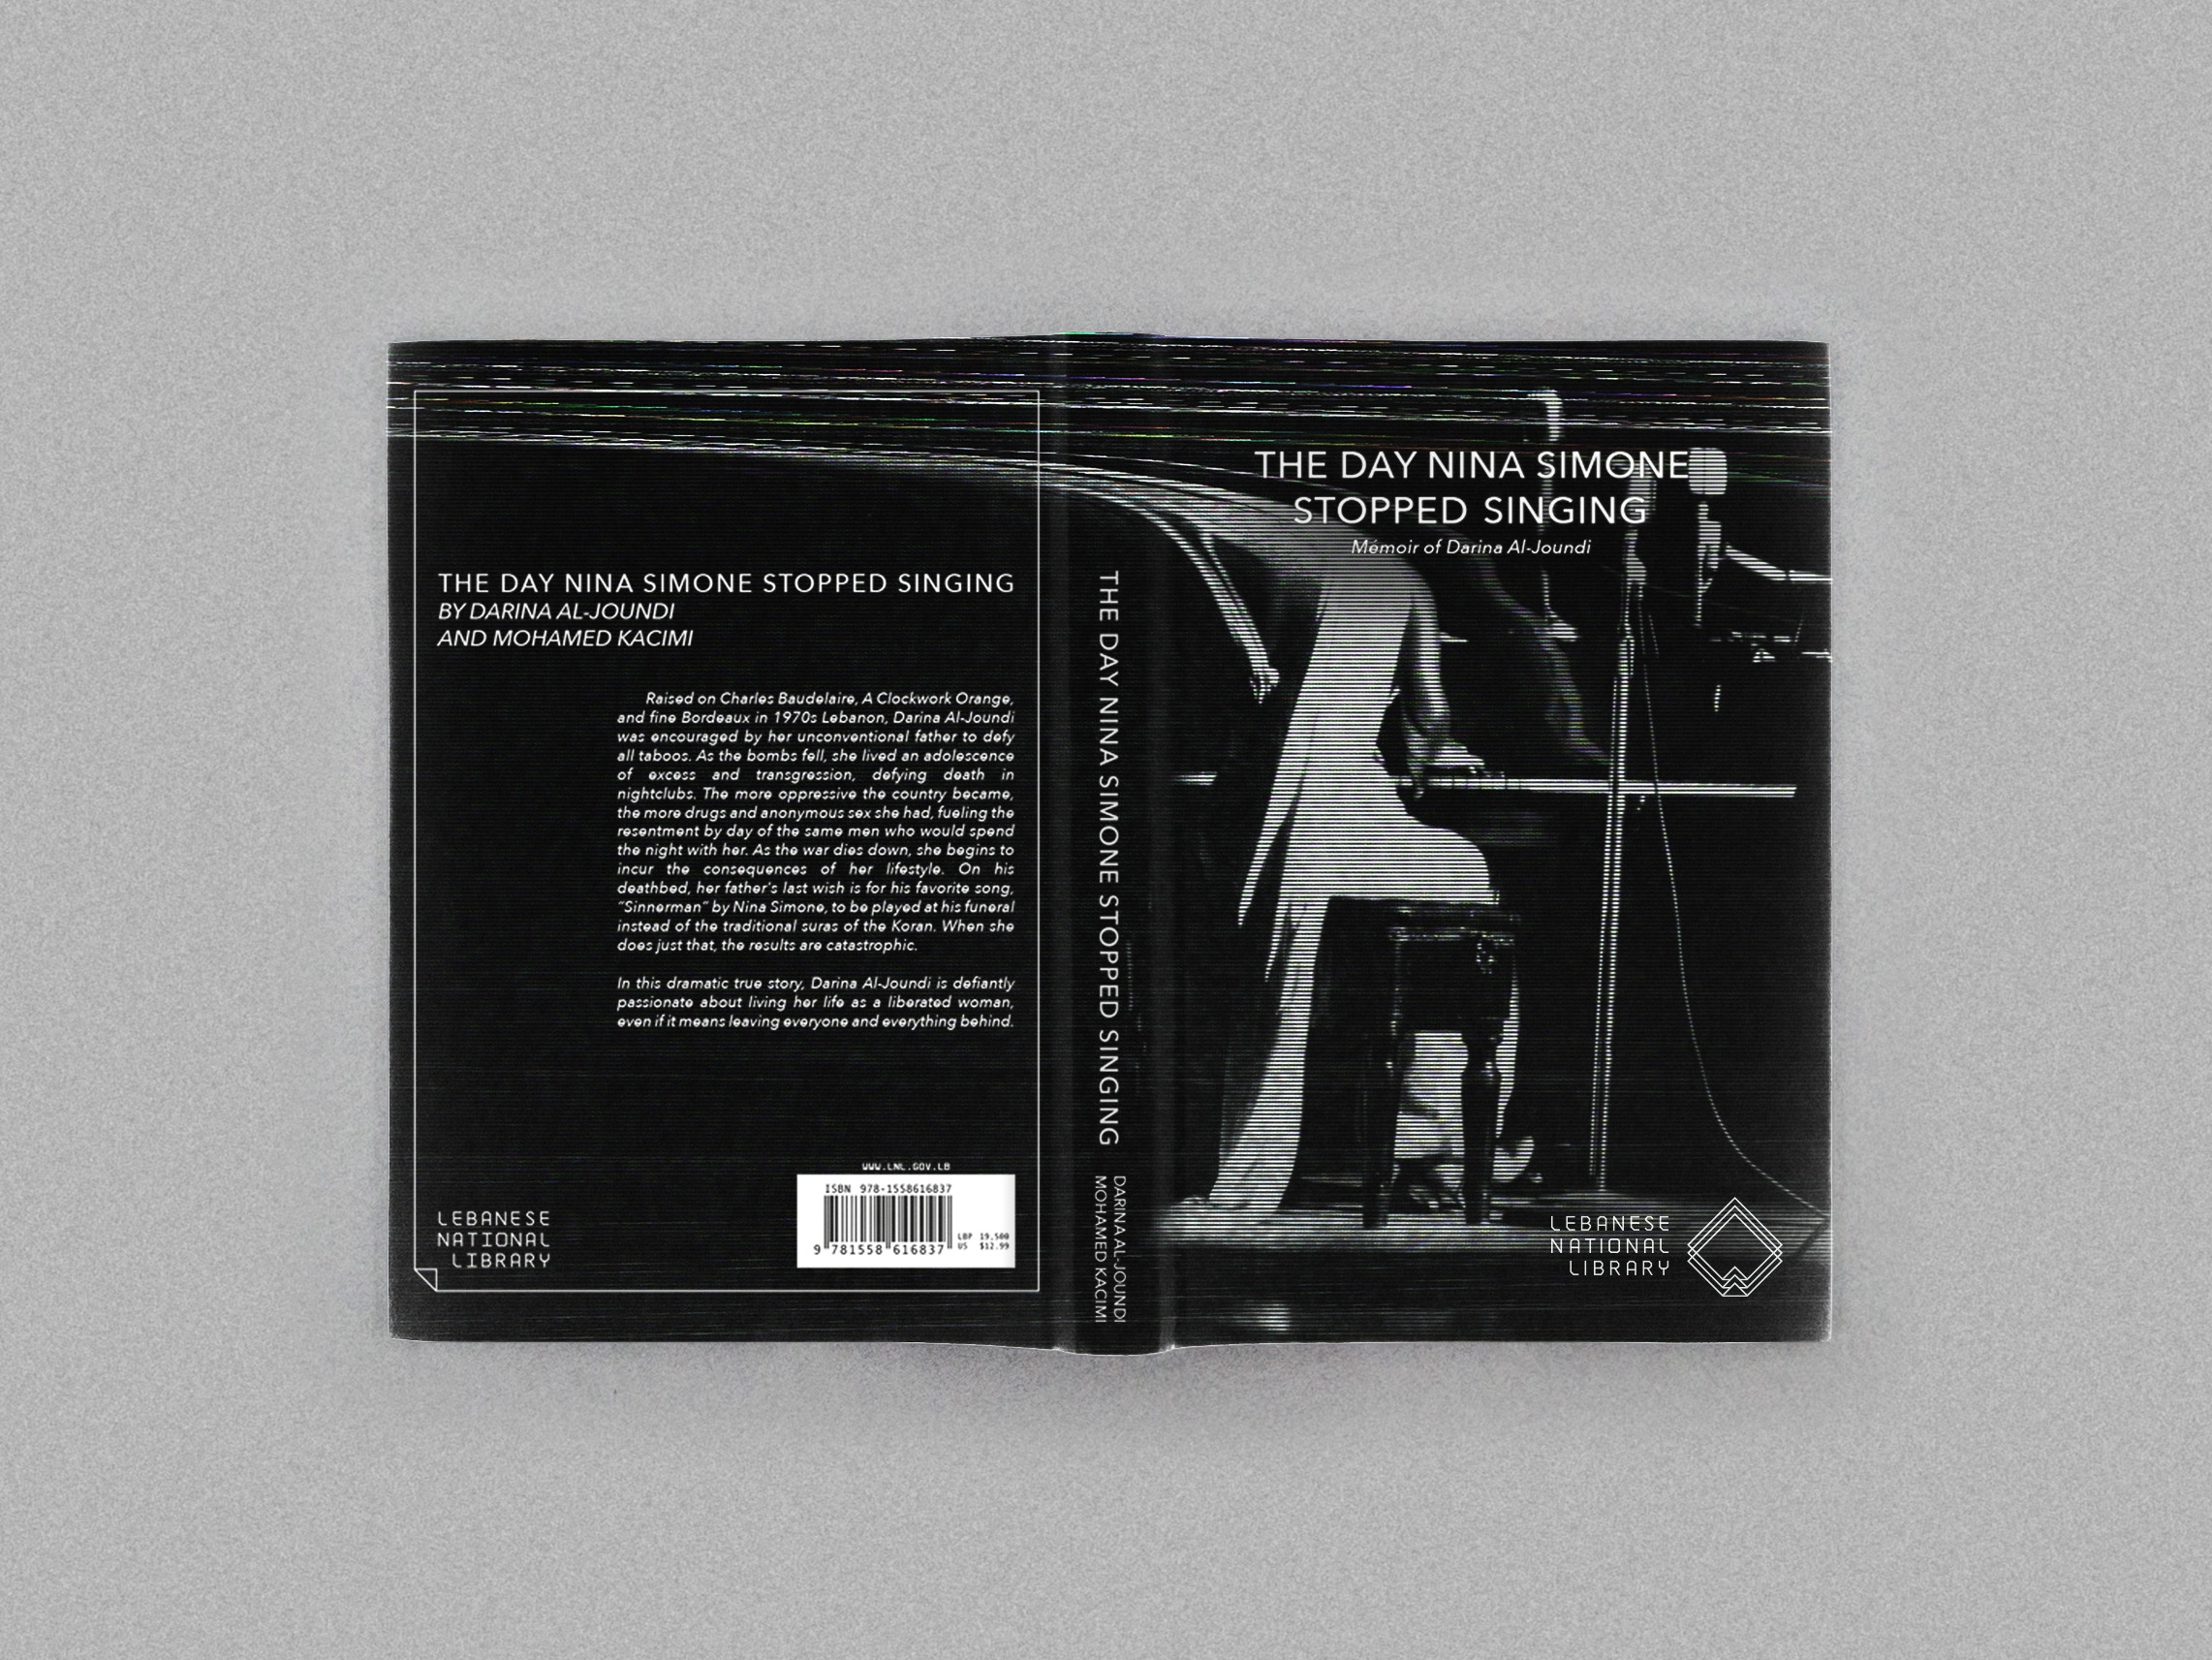 THE DAY NINA SIMONE STOPPED SINGING
BY DARINA AL-JOUNDI
AND MOHAMED KACIMI
Raised on Charles Baudelaire, A Clockwork Orange,
and fine Bordeaux in 1970s Lebanon, Darina Al-Joundi
was encouraged by her unconventional father to defy
all taboos. As the bombs fell, she lived an adolescence
of excess and transgression, defying death in
nightclubs. The more oppressive the country became,
the more drugs and anonymous sex she had, fueling the
resentment by day of the same men who would spend
the night with her. As the war dies down, she begins to
incur the consequences of her lifestyle. On his
deathbed, her father's last wish is for his favorite song,
"Sinnerman" by Nina Simone, to be played at his funeral
instead of the traditional suras of the Koran. When she
does just that, the results are catastrophic.
In this dramatic true story, Darina Al-Joundi is defiantly
passionate about living her life as a liberated woman,
even if it means leaving everyone and everything behind.
WWW.LNL.GOV.LB
ISBN 978-1558616837
9 781558 616837
LBP 19,500
US $12.99
LEBANESE
NATIONAL
LIBRARY
THE DAY NINA SIMONE STOPPED SINGING
DARINA AL-JOUNDI
MOHAMED KACIMI
THE DAY NINA SIMONE
STOPPED SINGING
Memoir of Darina Al-Joundi
LEBANESE
NATIONAL
LIBRARY